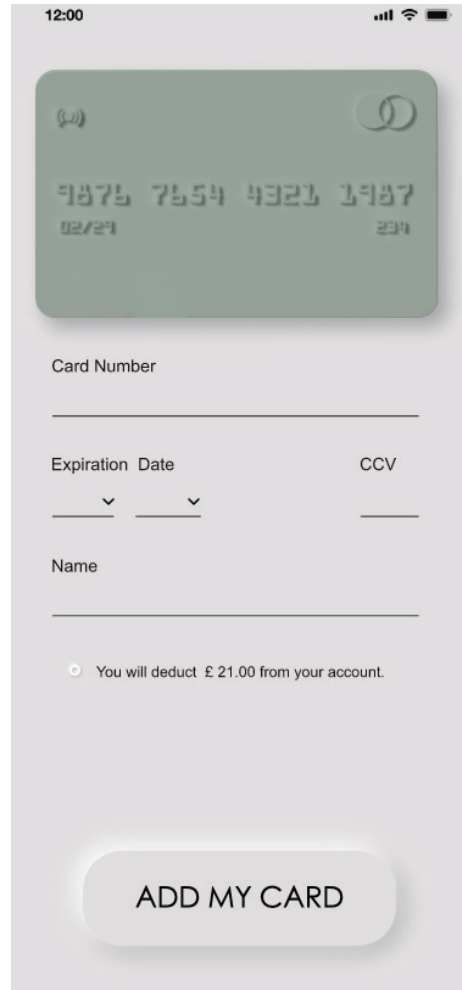 12:00
9876 7654 4321 1987
02/29 234
Card Number
Expiration Date CCV
Name
You will deduct £ 21.00 from your account.
ADD MY CARD